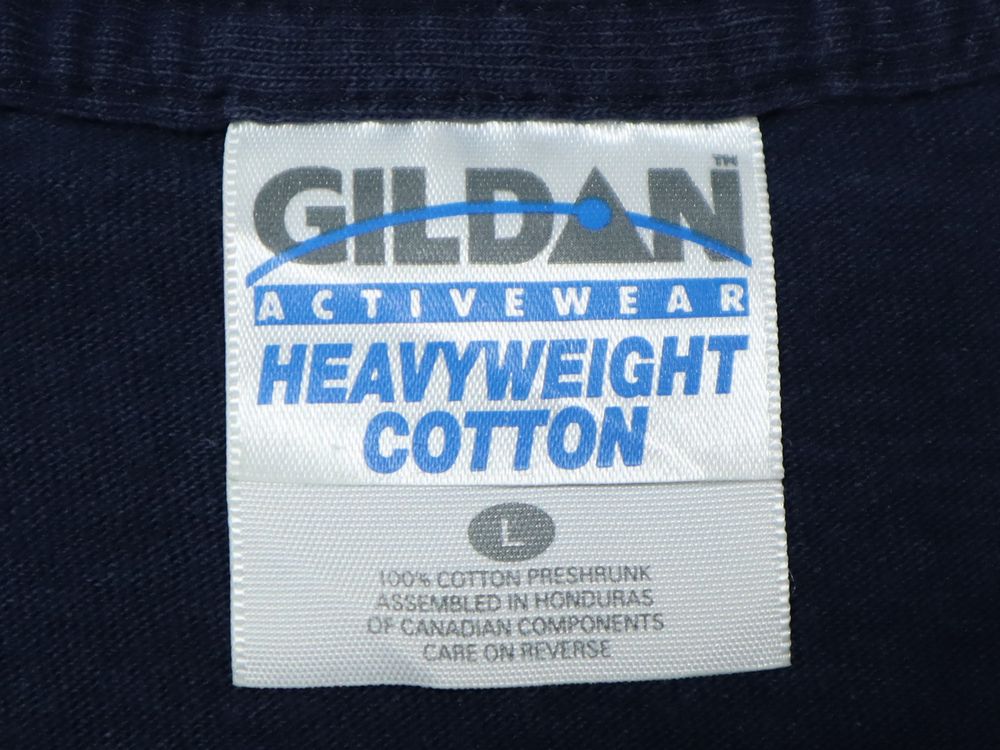 GILDAN™
ACTIVEWEAR
HEAVYWEIGHT
COTTON
L
100% COTTON PRESHRUNK
ASSEMBLED IN HONDURAS
OF CANADIAN COMPONENTS
CARE ON REVERSE